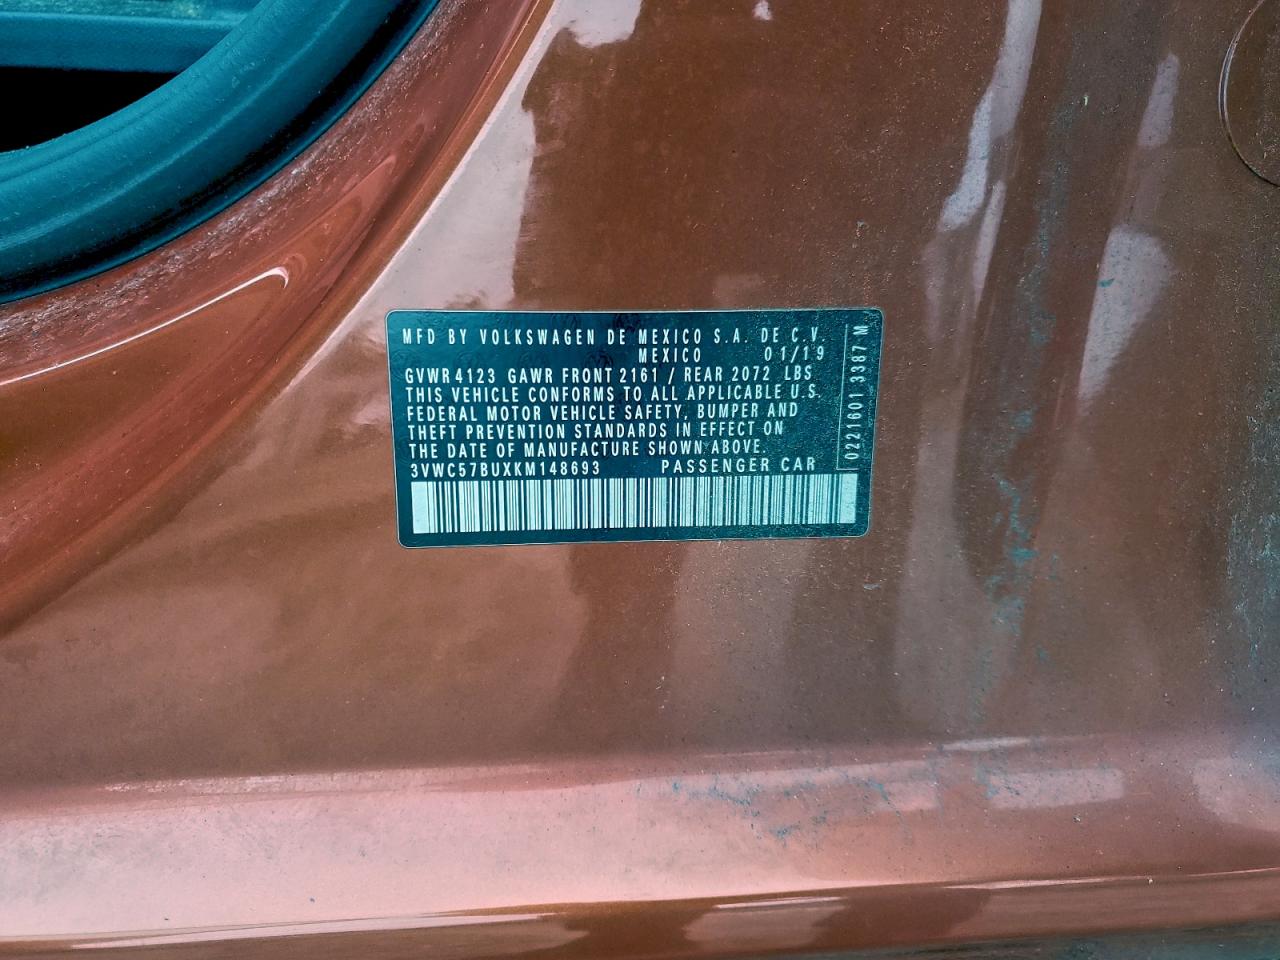 MFD BY VOLKSWAGEN DE MEXICO S.A. DE C.V.
MEXICO 01/19
GVWR 4123 GAWR FRONT 2161 / REAR 2072 LBS
THIS VEHICLE CONFORMS TO ALL APPLICABLE U.S.
FEDERAL MOTOR VEHICLE SAFETY, BUMPER AND
THEFT PREVENTION STANDARDS IN EFFECT ON
THE DATE OF MANUFACTURE SHOWN ABOVE.
3VWC57BUXKM148693 PASSENGER CAR
0221601 3387 M